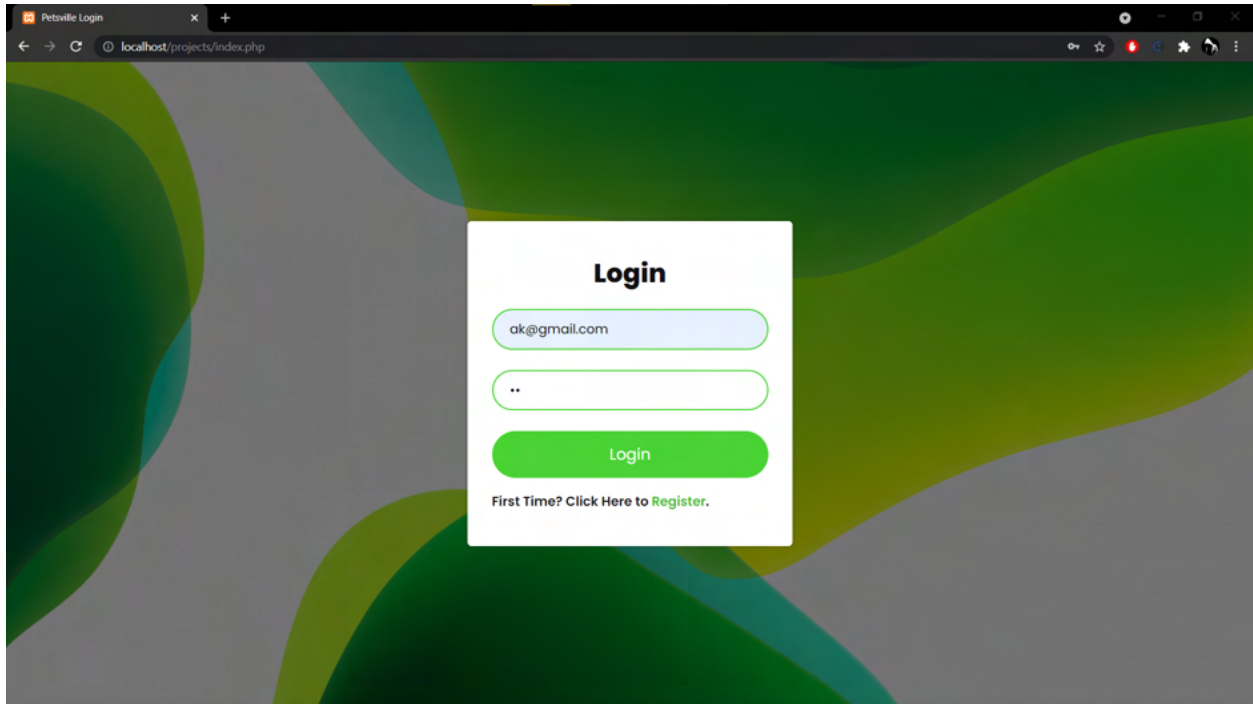 Petsville Login
localhost/projects/index.php
Login
ak@gmail.com
••
Login
First Time? Click Here to Register.